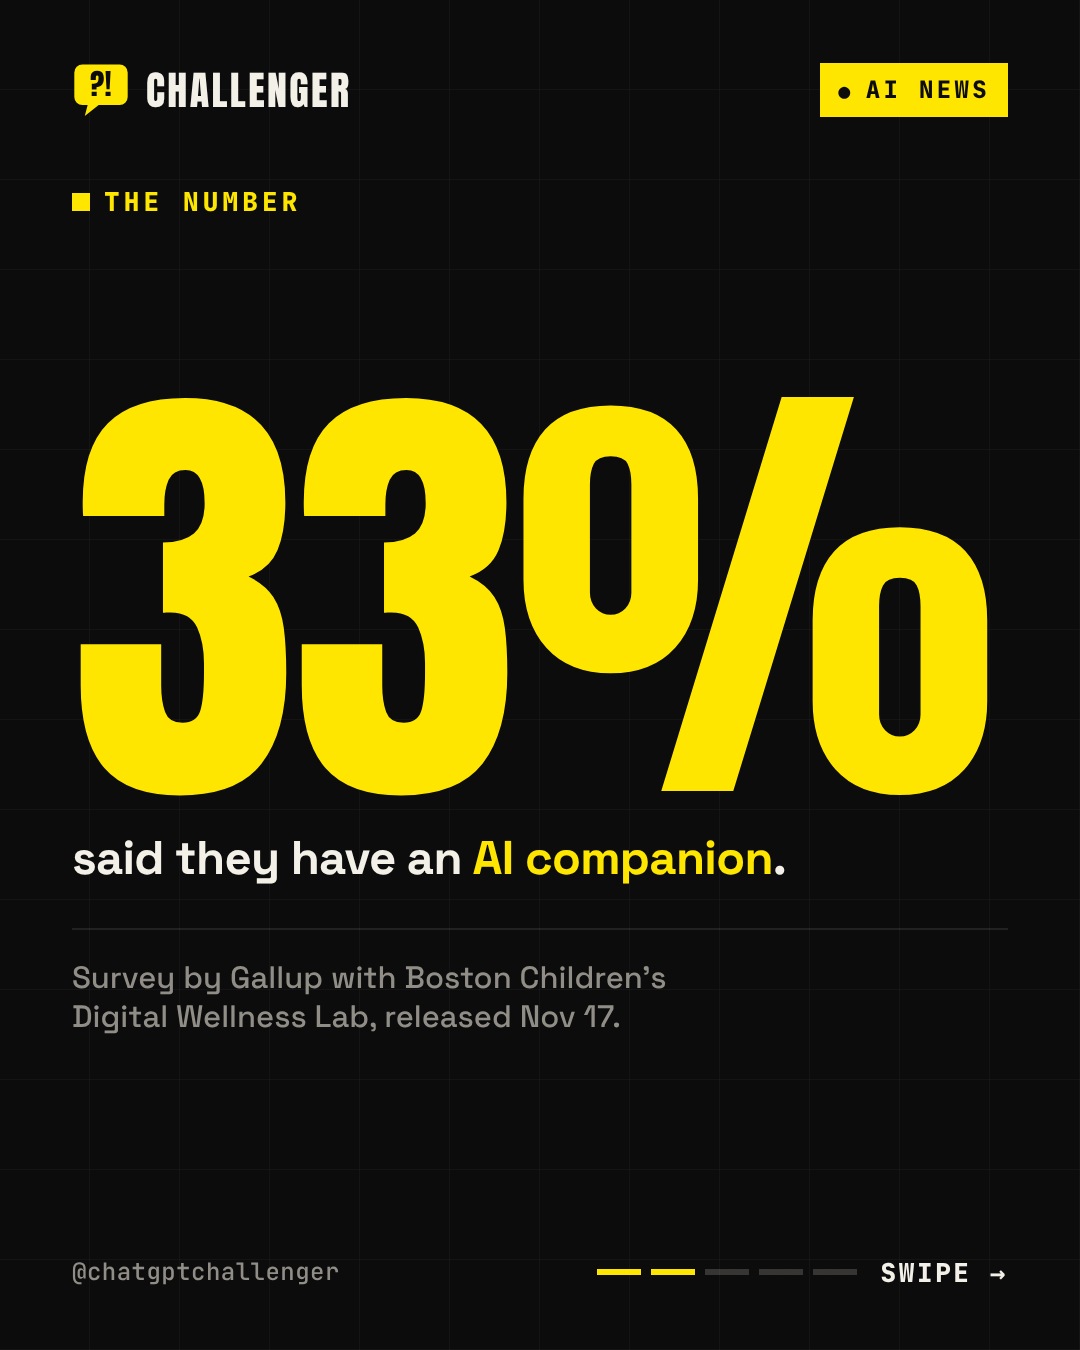 ?! CHALLENGER
● AI NEWS
THE NUMBER
33%
said they have an AI companion.
Survey by Gallup with Boston Children’s
Digital Wellness Lab, released Nov 17.
@chatgptchallenger
SWIPE →